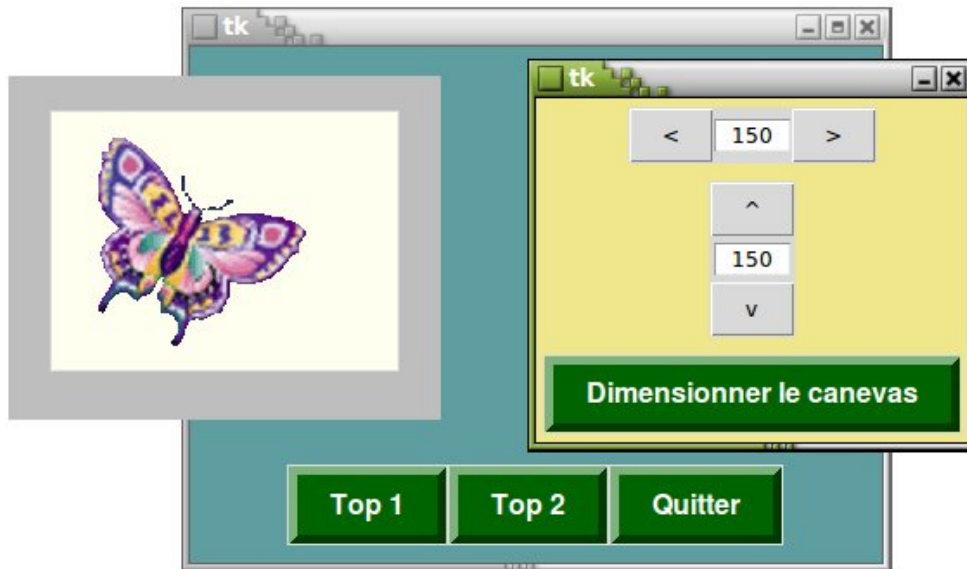 tk
tk
< 150 >
^
150
v
Dimensionner le canevas
Top 1 Top 2 Quitter